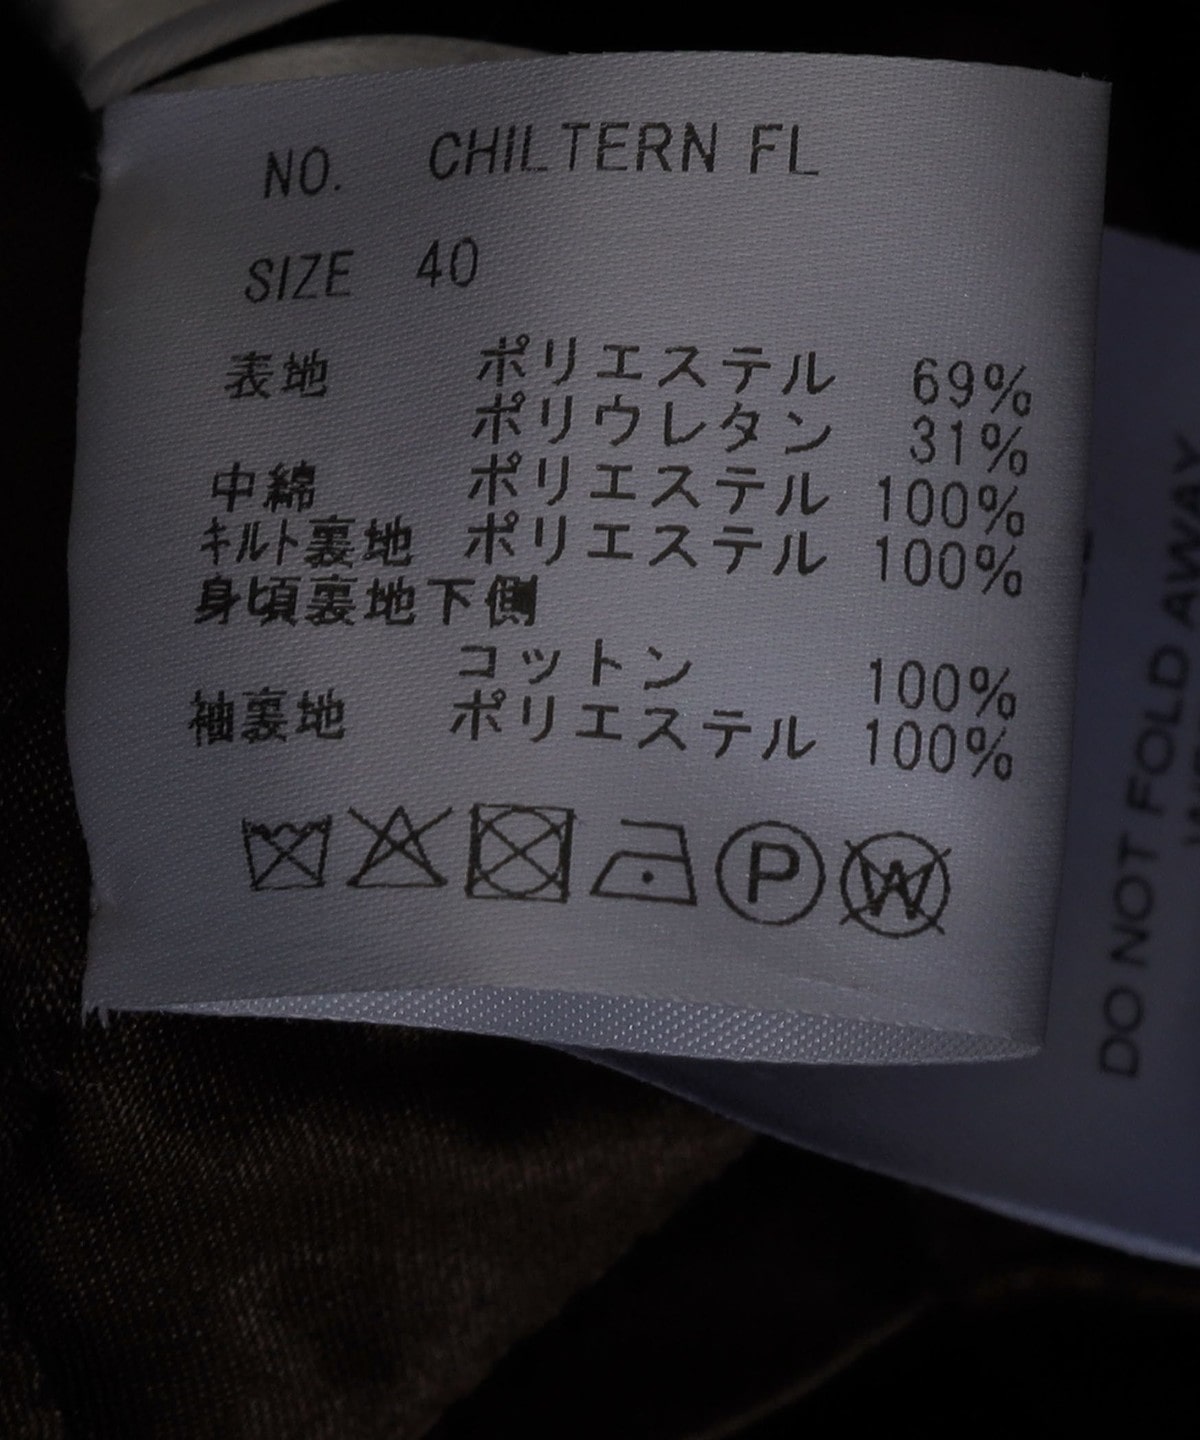 NO. CHILTERN FL
SIZE 40
表地 ポリエステル 69%
ポリウレタン 31%
中綿 ポリエステル 100%
キルト裏地 ポリエステル 100%
身頃裏地下側
コットン 100%
袖裏地 ポリエステル 100%
P W
DO NOT FOLD AWAY